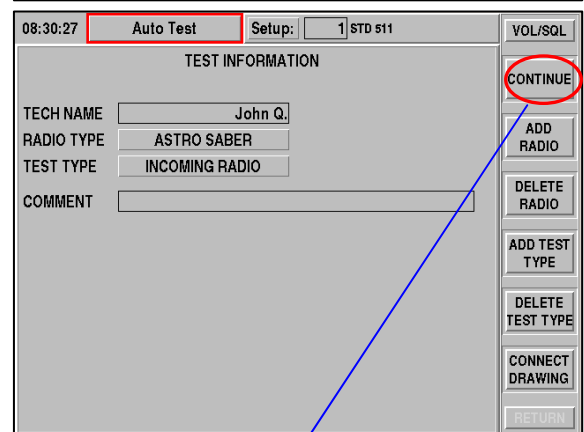 08:30:27 Auto Test Setup: 1 STD 511
TEST INFORMATION
TECH NAME John Q.
RADIO TYPE ASTRO SABER
TEST TYPE INCOMING RADIO
COMMENT
VOL/SQL
CONTINUE
ADD
RADIO
DELETE
RADIO
ADD TEST
TYPE
DELETE
TEST TYPE
CONNECT
DRAWING
RETURN